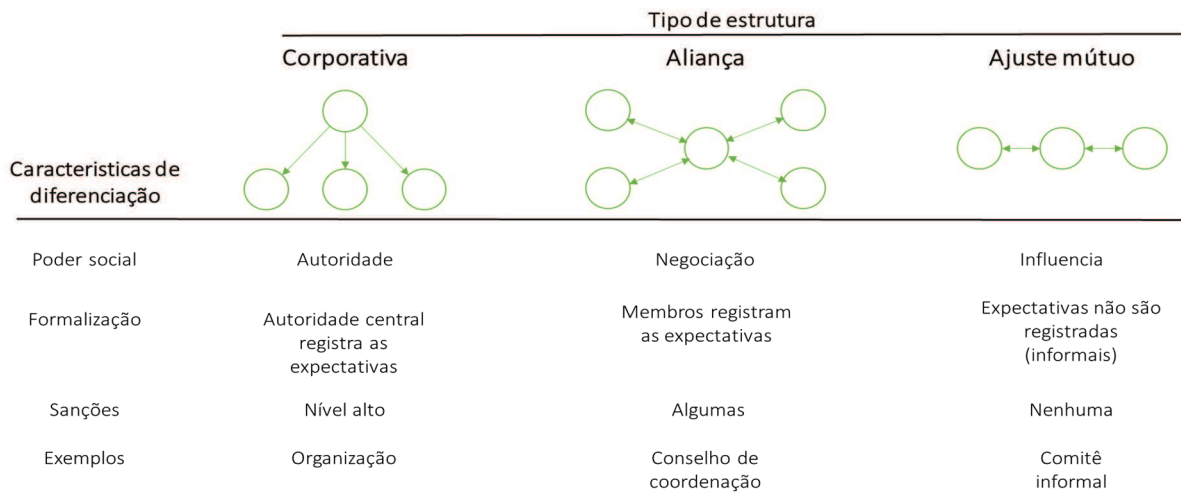 Tipo de estrutura
Corporativa
Aliança
Ajuste mútuo
Caracteristicas de
diferenciação
Poder social
Autoridade
Negociação
Influencia
Formalização
Autoridade central
registra as
expectativas
Membros registram
as expectativas
Expectativas não são
registradas
(informais)
Sanções
Nível alto
Algumas
Nenhuma
Exemplos
Organização
Conselho de
coordenação
Comitê
informal